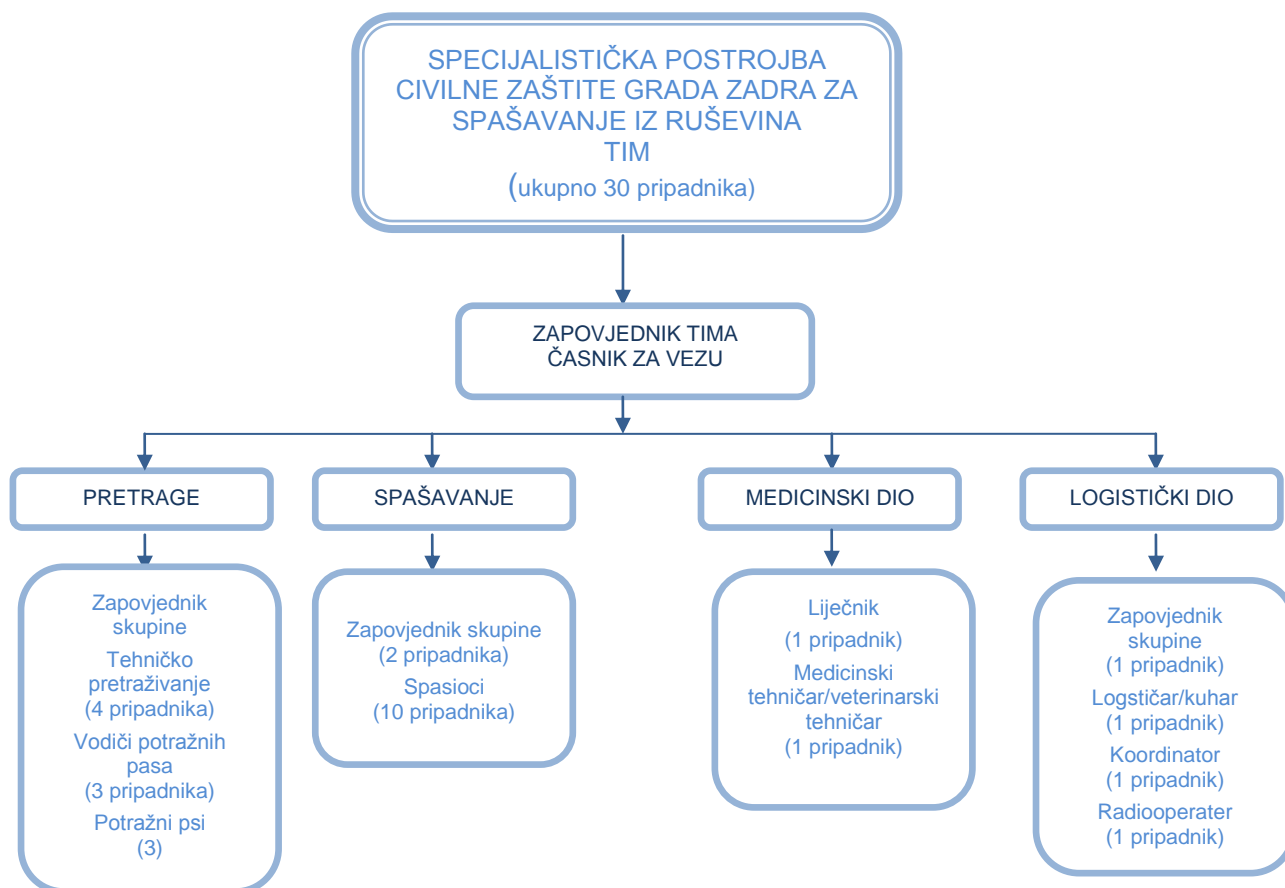 SPECIJALISTIČKA POSTROJBA
CIVILNE ZAŠTITE GRADA ZADRA ZA
SPAŠAVANJE IZ RUŠEVINA
TIM
(ukupno 30 pripadnika)
ZAPOVJEDNIK TIMA
ČASNIK ZA VEZU
PRETRAGE
SPAŠAVANJE
MEDICINSKI DIO
LOGISTIČKI DIO
Zapovjednik
skupine
Tehničko
pretraživanje
(4 pripadnika)
Vodiči potražnih
pasa
(3 pripadnika)
Potražni psi
(3)
Zapovjednik skupine
(2 pripadnika)
Spasioci
(10 pripadnika)
Liječnik
(1 pripadnik)
Medicinski
tehničar/veterinarski
tehničar
(1 pripadnik)
Zapovjednik
skupine
(1 pripadnik)
Logstičar/kuhar
(1 pripadnik)
Koordinator
(1 pripadnik)
Radiooperater
(1 pripadnik)